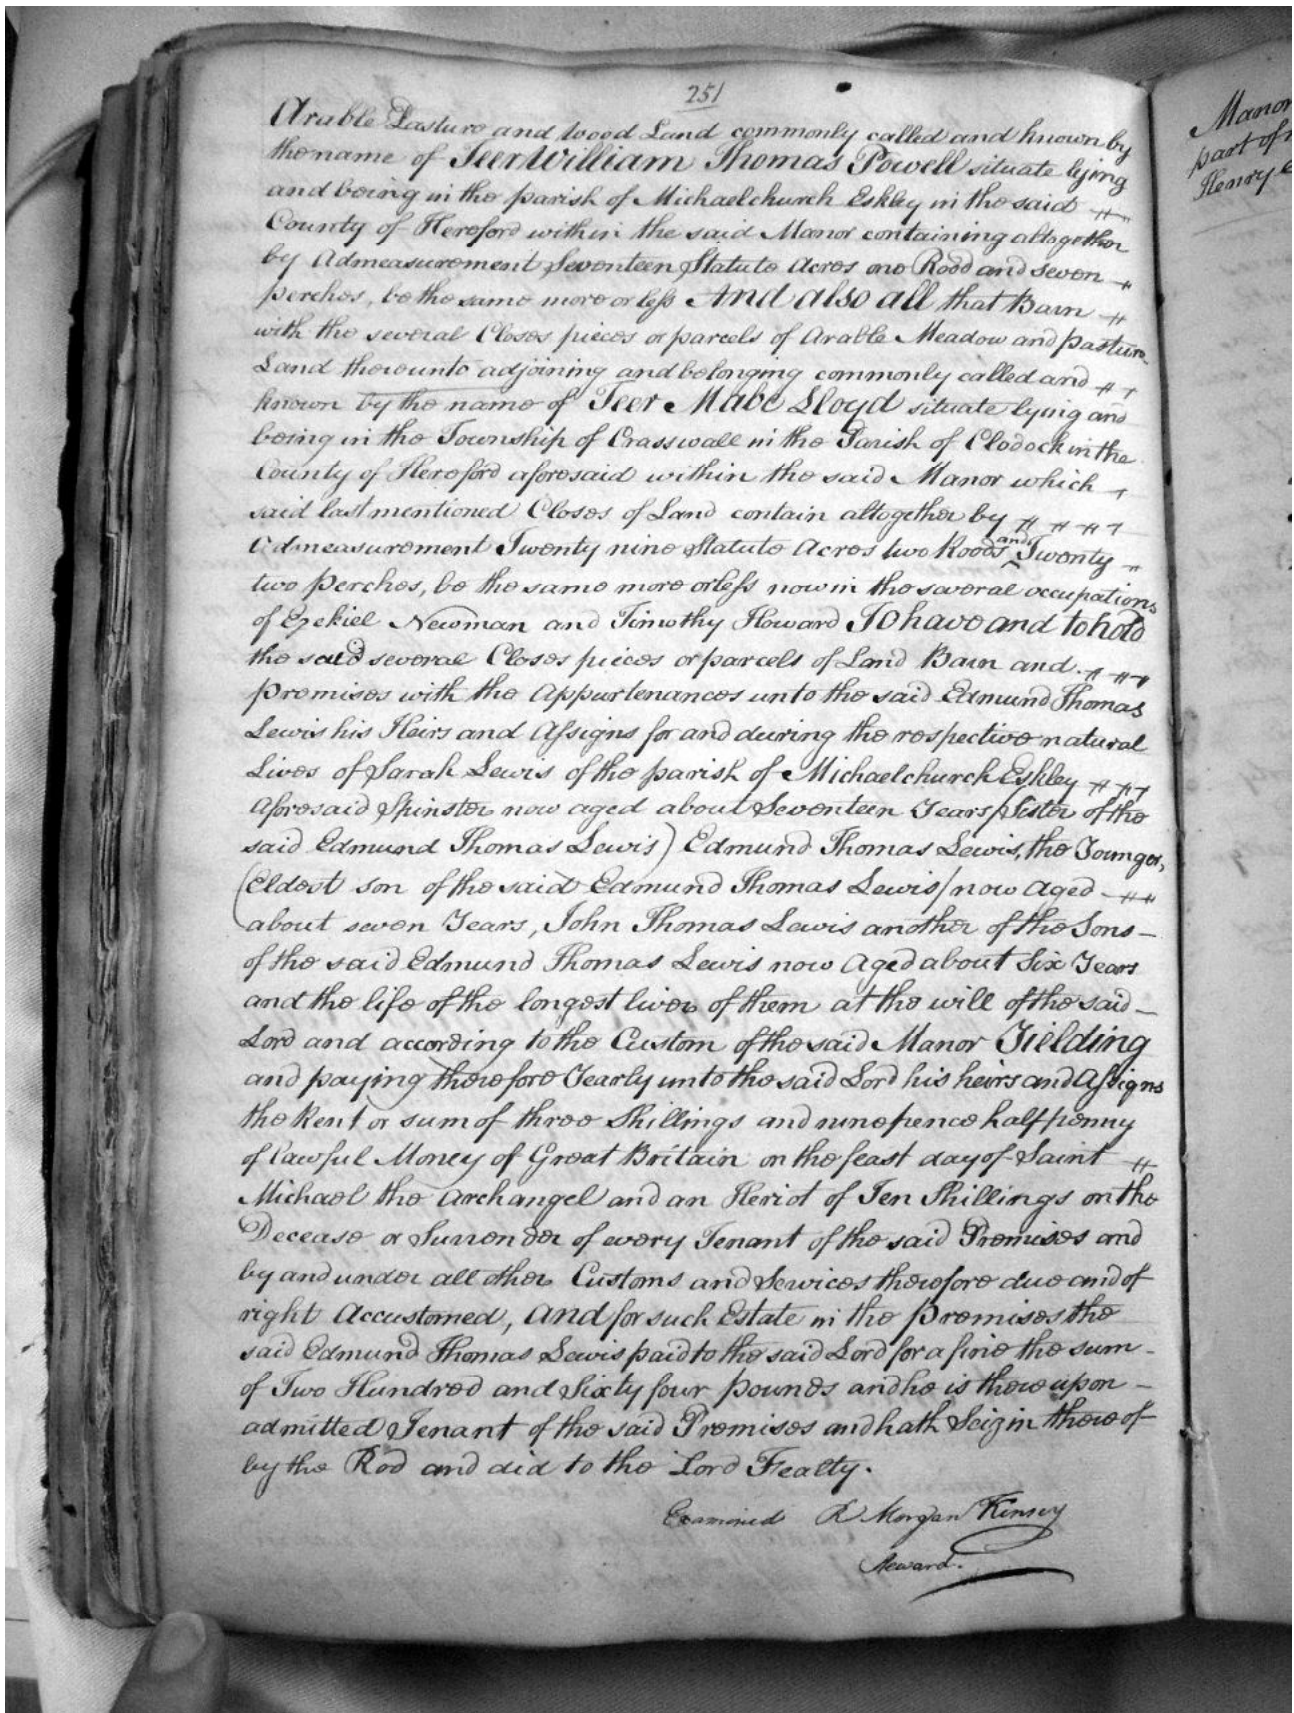 251
Arable Pasture and wood Land commonly called and known by
the name of Teer William Thomas Powell situate lying
and being in the parish of Michaelchurch Eskley in the said
County of Hereford within the said Manor containing altogether
by Admeasurement Seventeen Statute Acres one Rood and seven
perches, be the same more or less And also all that Barn
with the several Closes pieces or parcels of Arable Meadow and pasture
Land thereunto adjoining and belonging commonly called and
known by the name of Teer Mabe Lloyd situate lying and
being in the Township of Crasswall in the Parish of Clodock in the
County of Hereford aforesaid within the said Manor which
said last mentioned Closes of Land contain altogether by
Admeasurement Twenty nine Statute Acres two Roods and Twenty
two perches, be the same more or less now in the several occupations
of Ezekiel Newman and Timothy Howard To have and to hold
the said several Closes pieces or parcels of Land Barn and
premises with the Appurtenances unto the said Edmund Thomas
Lewis his Heirs and Assigns for and during the respective natural
Lives of Sarah Lewis of the parish of Michaelchurch Eskley
Aforesaid Spinster now aged about Seventeen Years /Sister of the
said Edmund Thomas Lewis) Edmund Thomas Lewis, the Younger,
(Eldest son of the said Edmund Thomas Lewis/ now aged
about seven Years, John Thomas Lewis another of the Sons
of the said Edmund Thomas Lewis now Aged about Six Years
and the life of the longest liver of them at the will of the said
Lord and according to the Custom of the said Manor Yielding
and paying therefore Yearly unto the said Lord his heirs and Assigns
the Rent or sum of three Shillings and ninepence halfpenny
of Lawful Money of Great Britain on the feast day of Saint
Michael the Archangel and an Heriot of Ten Shillings on the
Decease or Surrender of every Tenant of the said Premises and
by and under all other Customs and Services therefore due and of
right Accustomed, And for such Estate in the premises the
said Edmund Thomas Lewis paid to the said Lord for a fine the sum
of Two Hundred and Sixty four pounds and he is thereupon
admitted Tenant of the said Premises and hath Seizin thereof
by the Rod and did to the Lord Fealty.
Examined R Morgan Kinsey
Steward.
Manor
part of
Henry